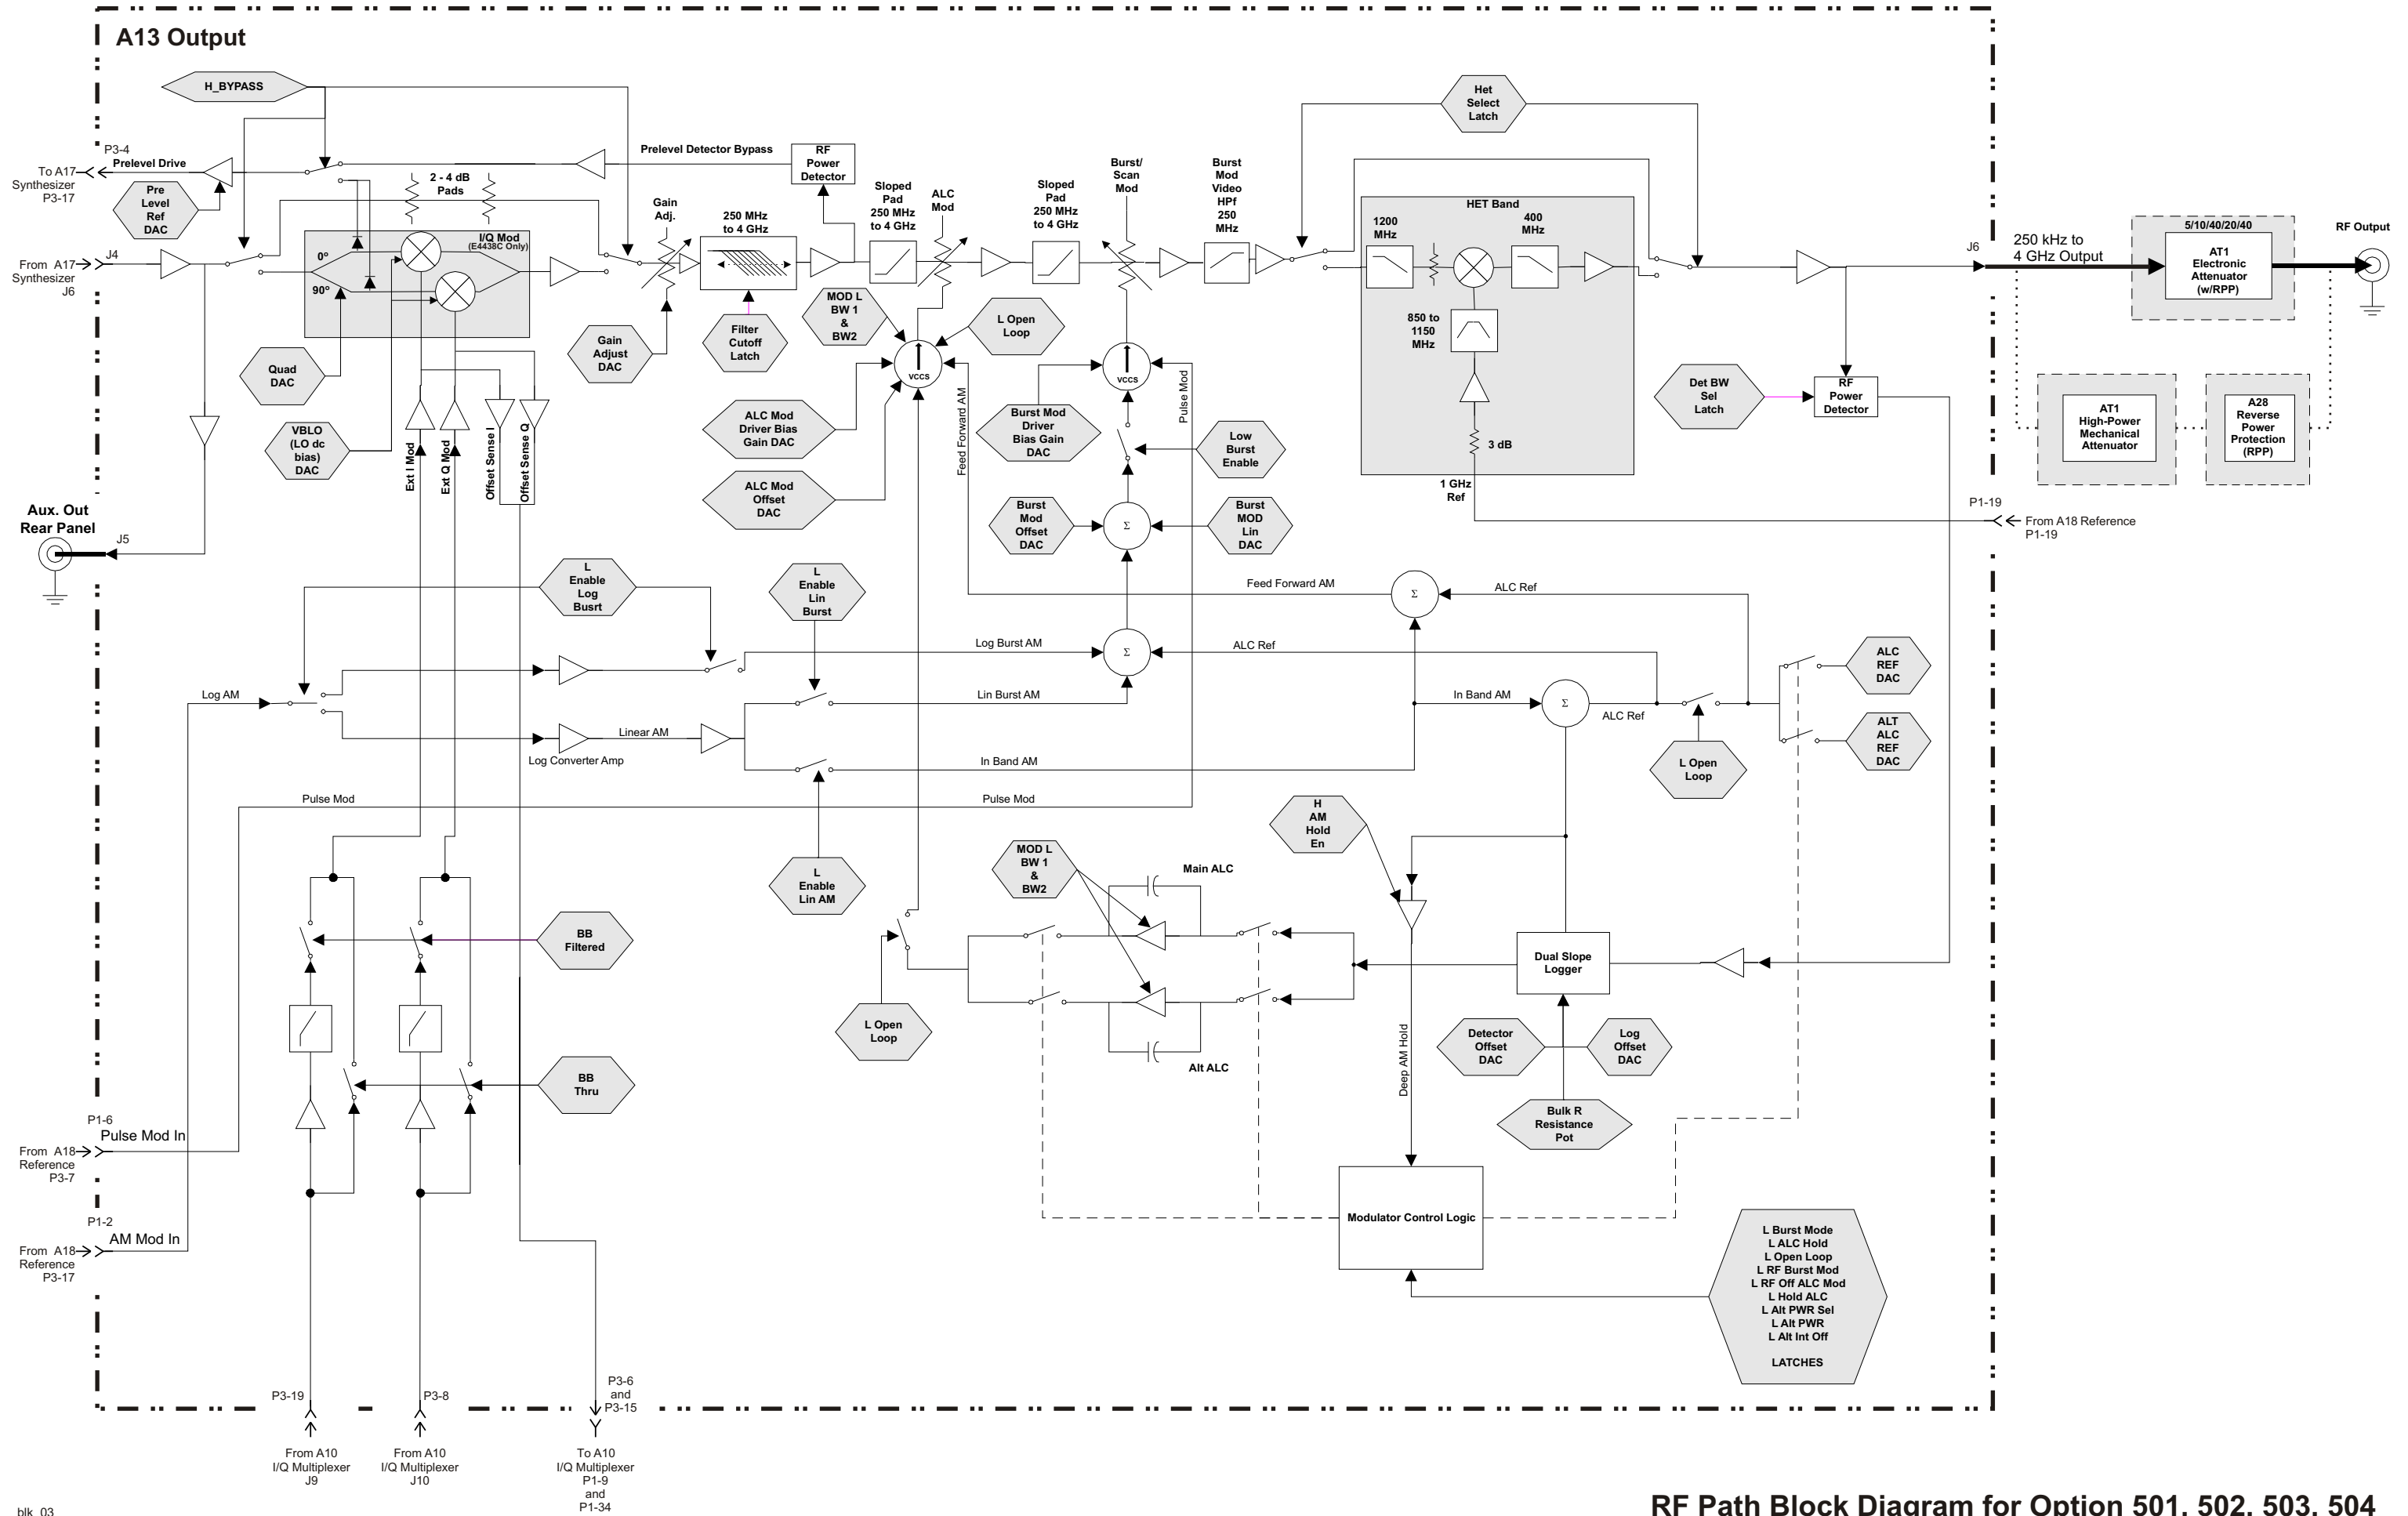 A13 Output
H_BYPASS
P3-4
Prelevel Drive
To A17
Synthesizer
P3-17
Pre
Level
Ref
DAC
2 - 4 dB
Pads
Prelevel Detector Bypass
RF
Power
Detector
J4
From A17
Synthesizer
J6
I/Q Mod
(E4438C Only)
0º
90º
Gain
Adj.
250 MHz
to 4 GHz
Sloped
Pad
250 MHz
to 4 GHz
ALC
Mod
Sloped
Pad
250 MHz
to 4 GHz
Burst/
Scan
Mod
Burst
Mod
Video
HPf
250
MHz
Het
Select
Latch
HET Band
1200
MHz
400
MHz
850 to
1150
MHz
3 dB
1 GHz
Ref
J6
250 kHz to
4 GHz Output
5/10/40/20/40
AT1
Electronic
Attenuator
(w/RPP)
RF Output
AT1
High-Power
Mechanical
Attenuator
A28
Reverse
Power
Protection
(RPP)
Det BW
Sel
Latch
RF
Power
Detector
P1-19
From A18 Reference
P1-19
Quad
DAC
VBLO
(LO dc
bias)
DAC
Ext I Mod
Ext Q Mod
Offset Sense I
Offset Sense Q
Gain
Adjust
DAC
Filter
Cutoff
Latch
MOD L
BW 1
&
BW2
L Open
Loop
VCCS
ALC Mod
Driver Bias
Gain DAC
ALC Mod
Offset
DAC
Feed Forward AM
VCCS
Pulse Mod
Burst Mod
Driver
Bias Gain
DAC
Low
Burst
Enable
Burst
Mod
Offset
DAC
Σ
Burst
MOD
Lin
DAC
Aux. Out
Rear Panel
J5
L
Enable
Log
Busrt
L
Enable
Lin
Burst
Feed Forward AM
Σ
ALC Ref
Log Burst AM
Σ
ALC Ref
Log AM
Lin Burst AM
In Band AM
Σ
ALC Ref
ALC
REF
DAC
ALT
ALC
REF
DAC
L Open
Loop
Linear AM
Log Converter Amp
In Band AM
Pulse Mod
Pulse Mod
L
Enable
Lin AM
H
AM
Hold
En
MOD L
BW 1
&
BW2
Main ALC
Alt ALC
BB
Filtered
L Open
Loop
Dual Slope
Logger
Detector
Offset
DAC
Log
Offset
DAC
Bulk R
Resistance
Pot
Deep AM Hold
BB
Thru
P1-6
Pulse Mod In
From A18
Reference
P3-7
P1-2
AM Mod In
From A18
Reference
P3-17
Modulator Control Logic
L Burst Mode
L ALC Hold
L Open Loop
L RF Burst Mod
L RF Off ALC Mod
L Hold ALC
L Alt PWR Sel
L Alt PWR
L Alt Int Off
LATCHES
P3-19
P3-8
P3-6
and
P3-15
From A10
I/Q Multiplexer
J9
From A10
I/Q Multiplexer
J10
To A10
I/Q Multiplexer
P1-9
and
P1-34
blk_03
RF Path Block Diagram for Option 501, 502, 503, 504